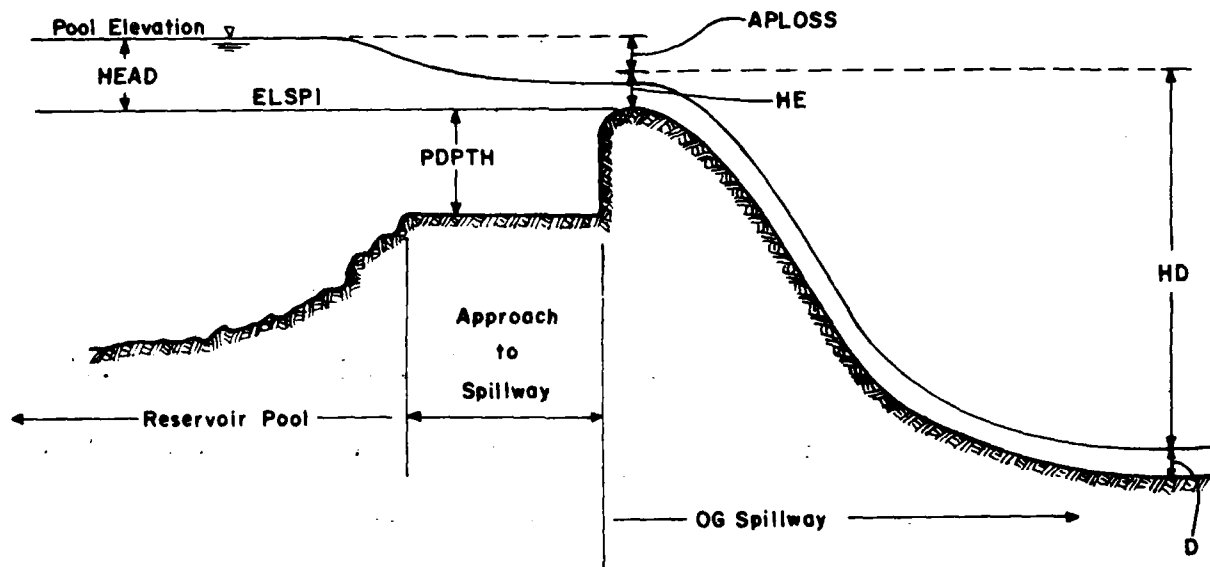 Pool Elevation
APLOSS
HEAD
ELSPI
HE
PDPTH
HD
Approach
to
Spillway
Reservoir Pool
OG Spillway
D